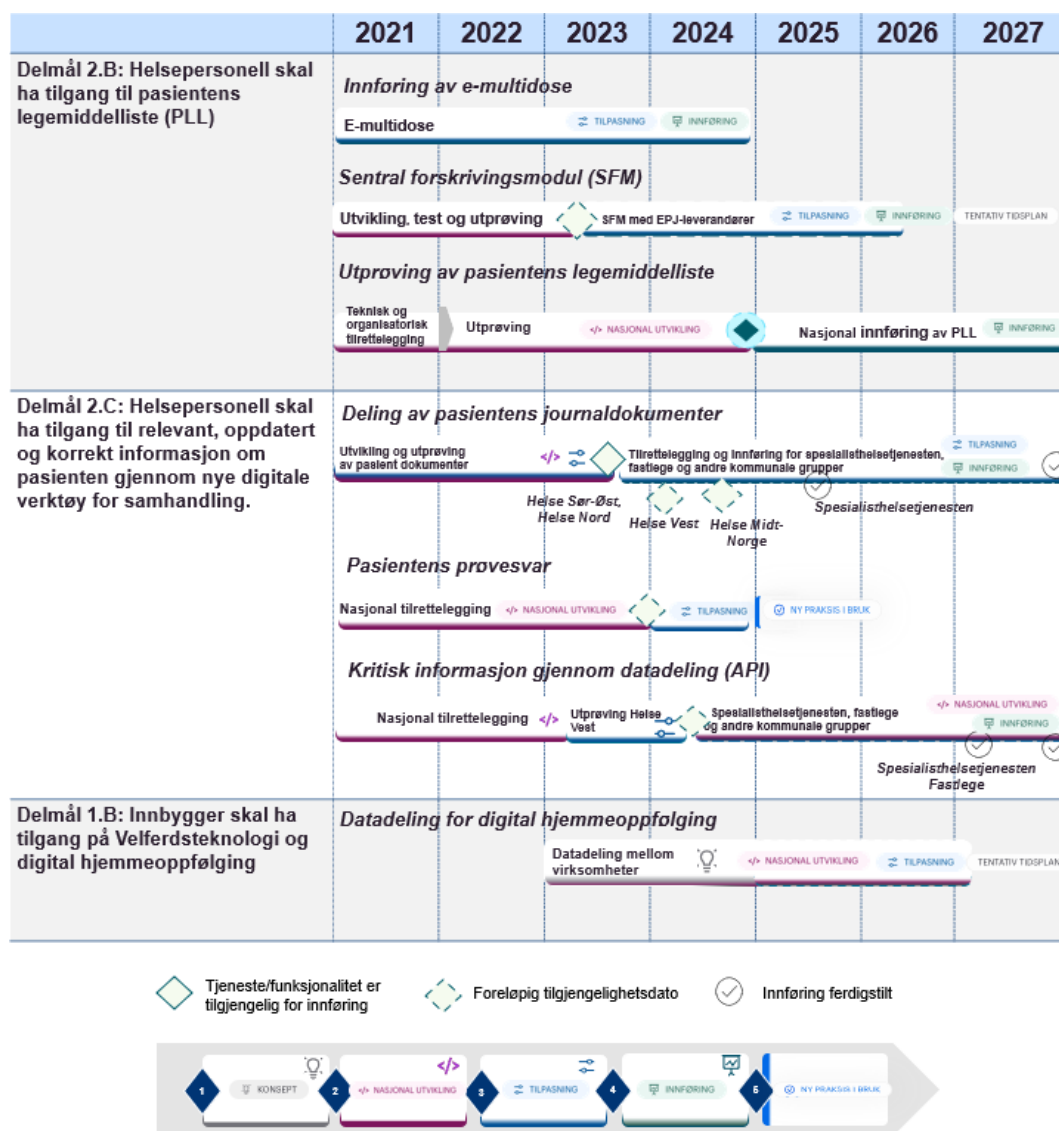 2021 2022 2023 2024 2025 2026 2027
Delmål 2.B: Helsepersonell skal
ha tilgang til pasientens
legemiddelliste (PLL)
Innføring av e-multidose
E-multidose
TILPASNING
INNFØRING
Sentral forskrivingsmodul (SFM)
Utvikling, test og utprøving
SFM med EPJ-leverandører
TILPASNING
INNFØRING
TENTATIV TIDSPLAN
Utprøving av pasientens legemiddelliste
Teknisk og
organisatorisk
tilrettelegging
Utprøving
</> NASJONAL UTVIKLING
Nasjonal innføring av PLL
INNFØRING
Delmål 2.C: Helsepersonell skal
ha tilgang til relevant, oppdatert
og korrekt informasjon om
pasienten gjennom nye digitale
verktøy for samhandling.
Deling av pasientens journaldokumenter
Utvikling og utprøving
av pasient dokumenter
</>
Tilrettelegging og innføring for spesialisthelsetjenesten,
fastlege og andre kommunale grupper
TILPASNING
INNFØRING
Helse Sør-Øst,
Helse Nord
Helse Vest
Helse Midt-
Norge
Spesialisthelsetjenesten
Pasientens prøvesvar
Nasjonal tilrettelegging
</> NASJONAL UTVIKLING
TILPASNING
NY PRAKSIS I BRUK
Kritisk informasjon gjennom datadeling (API)
Nasjonal tilrettelegging </>
Utprøving Helse
Vest
Spesialisthelsetjenesten, fastlege
og andre kommunale grupper
</> NASJONAL UTVIKLING
INNFØRING
Spesialisthelsetjenesten
Fastlege
Delmål 1.B: Innbygger skal ha
tilgang på Velferdsteknologi og
digital hjemmeoppfølging
Datadeling for digital hjemmeoppfølging
Datadeling mellom
virksomheter
</> NASJONAL UTVIKLING
TILPASNING
TENTATIV TIDSPLAN
Tjeneste/funksjonalitet er
tilgjengelig for innføring
Foreløpig tilgjengelighetsdato
Innføring ferdigstilt
1
KONSEPT
2
</>
</> NASJONAL UTVIKLING
3
TILPASNING
4
INNFØRING
5
NY PRAKSIS I BRUK